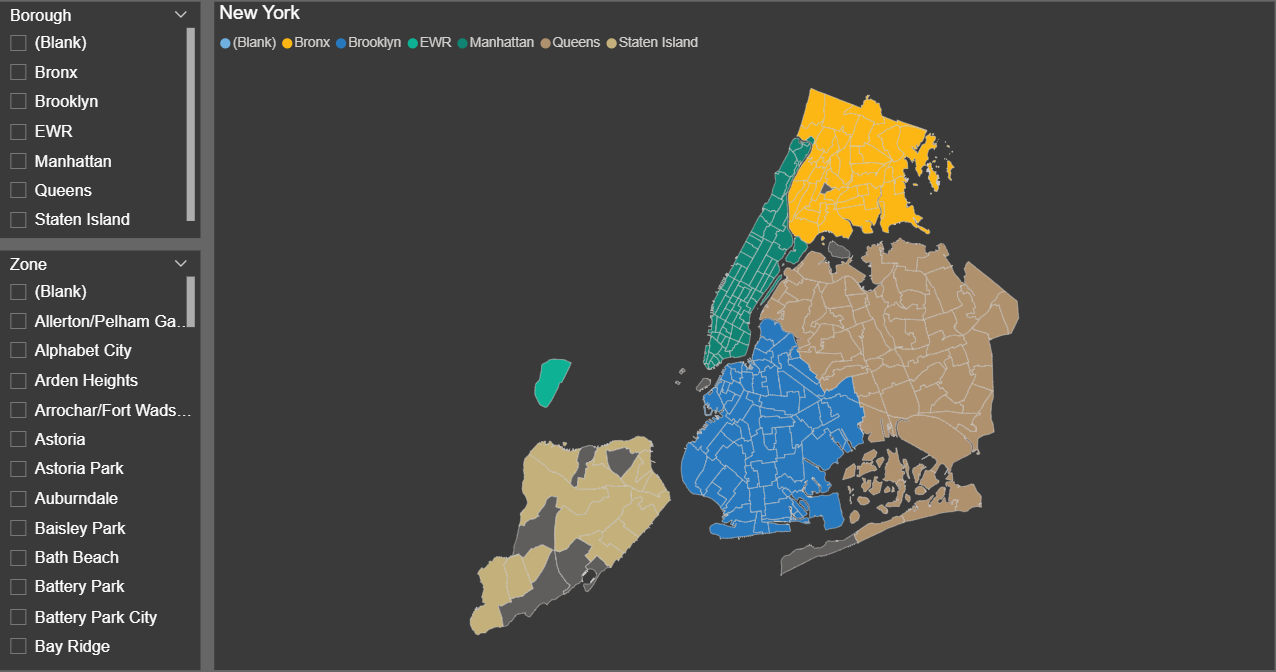 Borough
(Blank)
Bronx
Brooklyn
EWR
Manhattan
Queens
Staten Island
Zone
(Blank)
Allerton/Pelham Ga...
Alphabet City
Arden Heights
Arrochar/Fort Wads...
Astoria
Astoria Park
Auburndale
Baisley Park
Bath Beach
Battery Park
Battery Park City
Bay Ridge
New York
(Blank) Bronx Brooklyn EWR Manhattan Queens Staten Island